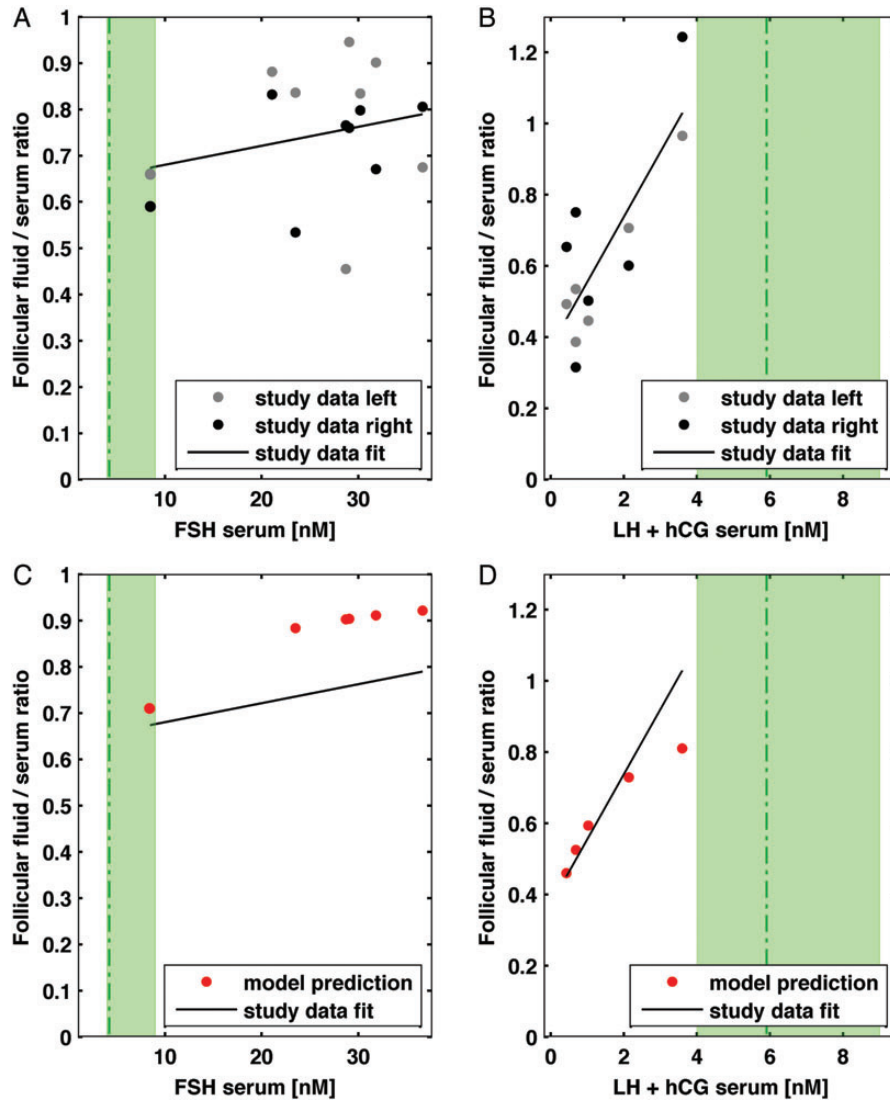 A
Follicular fluid / serum ratio
1
0.9
0.8
0.7
0.6
0.5
0.4
0.3
0.2
0.1
0
study data left
study data right
study data fit
10 20 30
FSH serum [nM]
B
Follicular fluid / serum ratio
1.2
1
0.8
0.6
0.4
0.2
0
study data left
study data right
study data fit
0 2 4 6 8
LH + hCG serum [nM]
C
Follicular fluid / serum ratio
1
0.9
0.8
0.7
0.6
0.5
0.4
0.3
0.2
0.1
0
model prediction
study data fit
10 20 30
FSH serum [nM]
D
Follicular fluid / serum ratio
1.2
1
0.8
0.6
0.4
0.2
0
model prediction
study data fit
0 2 4 6 8
LH + hCG serum [nM]